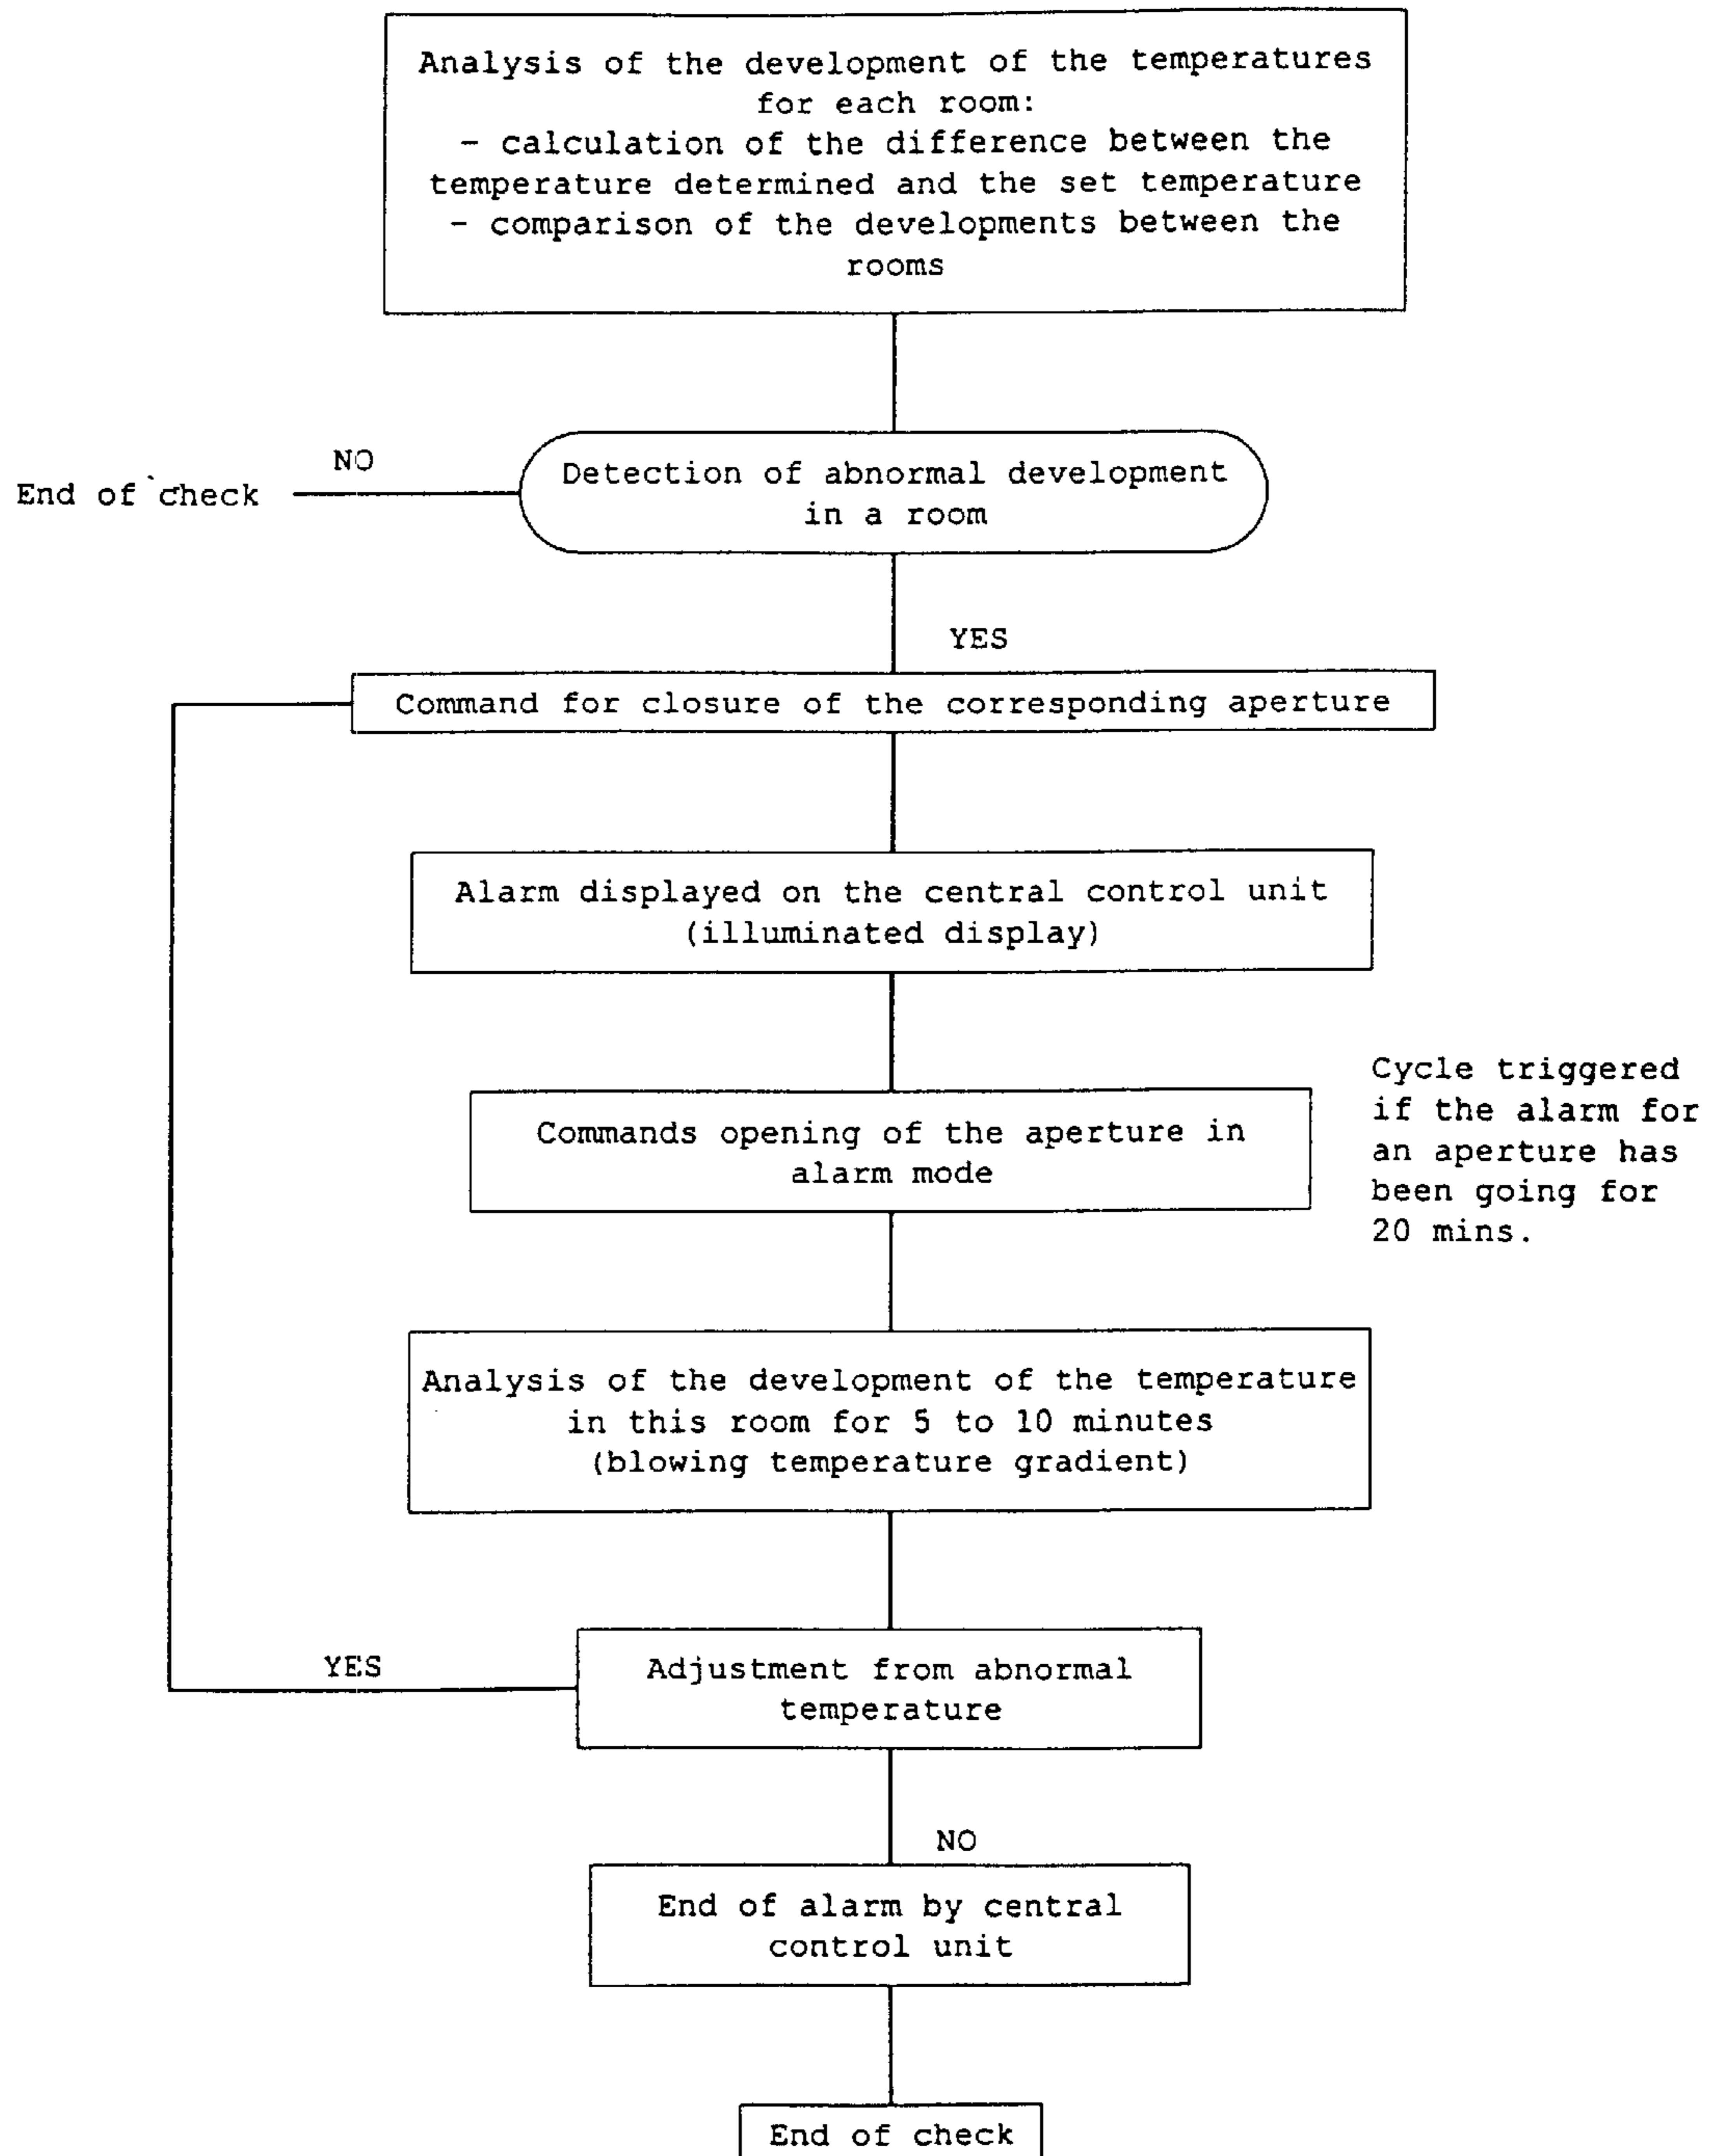 Analysis of the development of the temperatures
for each room:
- calculation of the difference between the
temperature determined and the set temperature
- comparison of the developments between the
rooms
NO
End of check
Detection of abnormal development
in a room
YES
Command for closure of the corresponding aperture
Alarm displayed on the central control unit
(illuminated display)
Cycle triggered
if the alarm for
an aperture has
been going for
20 mins.
Commands opening of the aperture in
alarm mode
Analysis of the development of the temperature
in this room for 5 to 10 minutes
(blowing temperature gradient)
YES
Adjustment from abnormal
temperature
NO
End of alarm by central
control unit
End of check